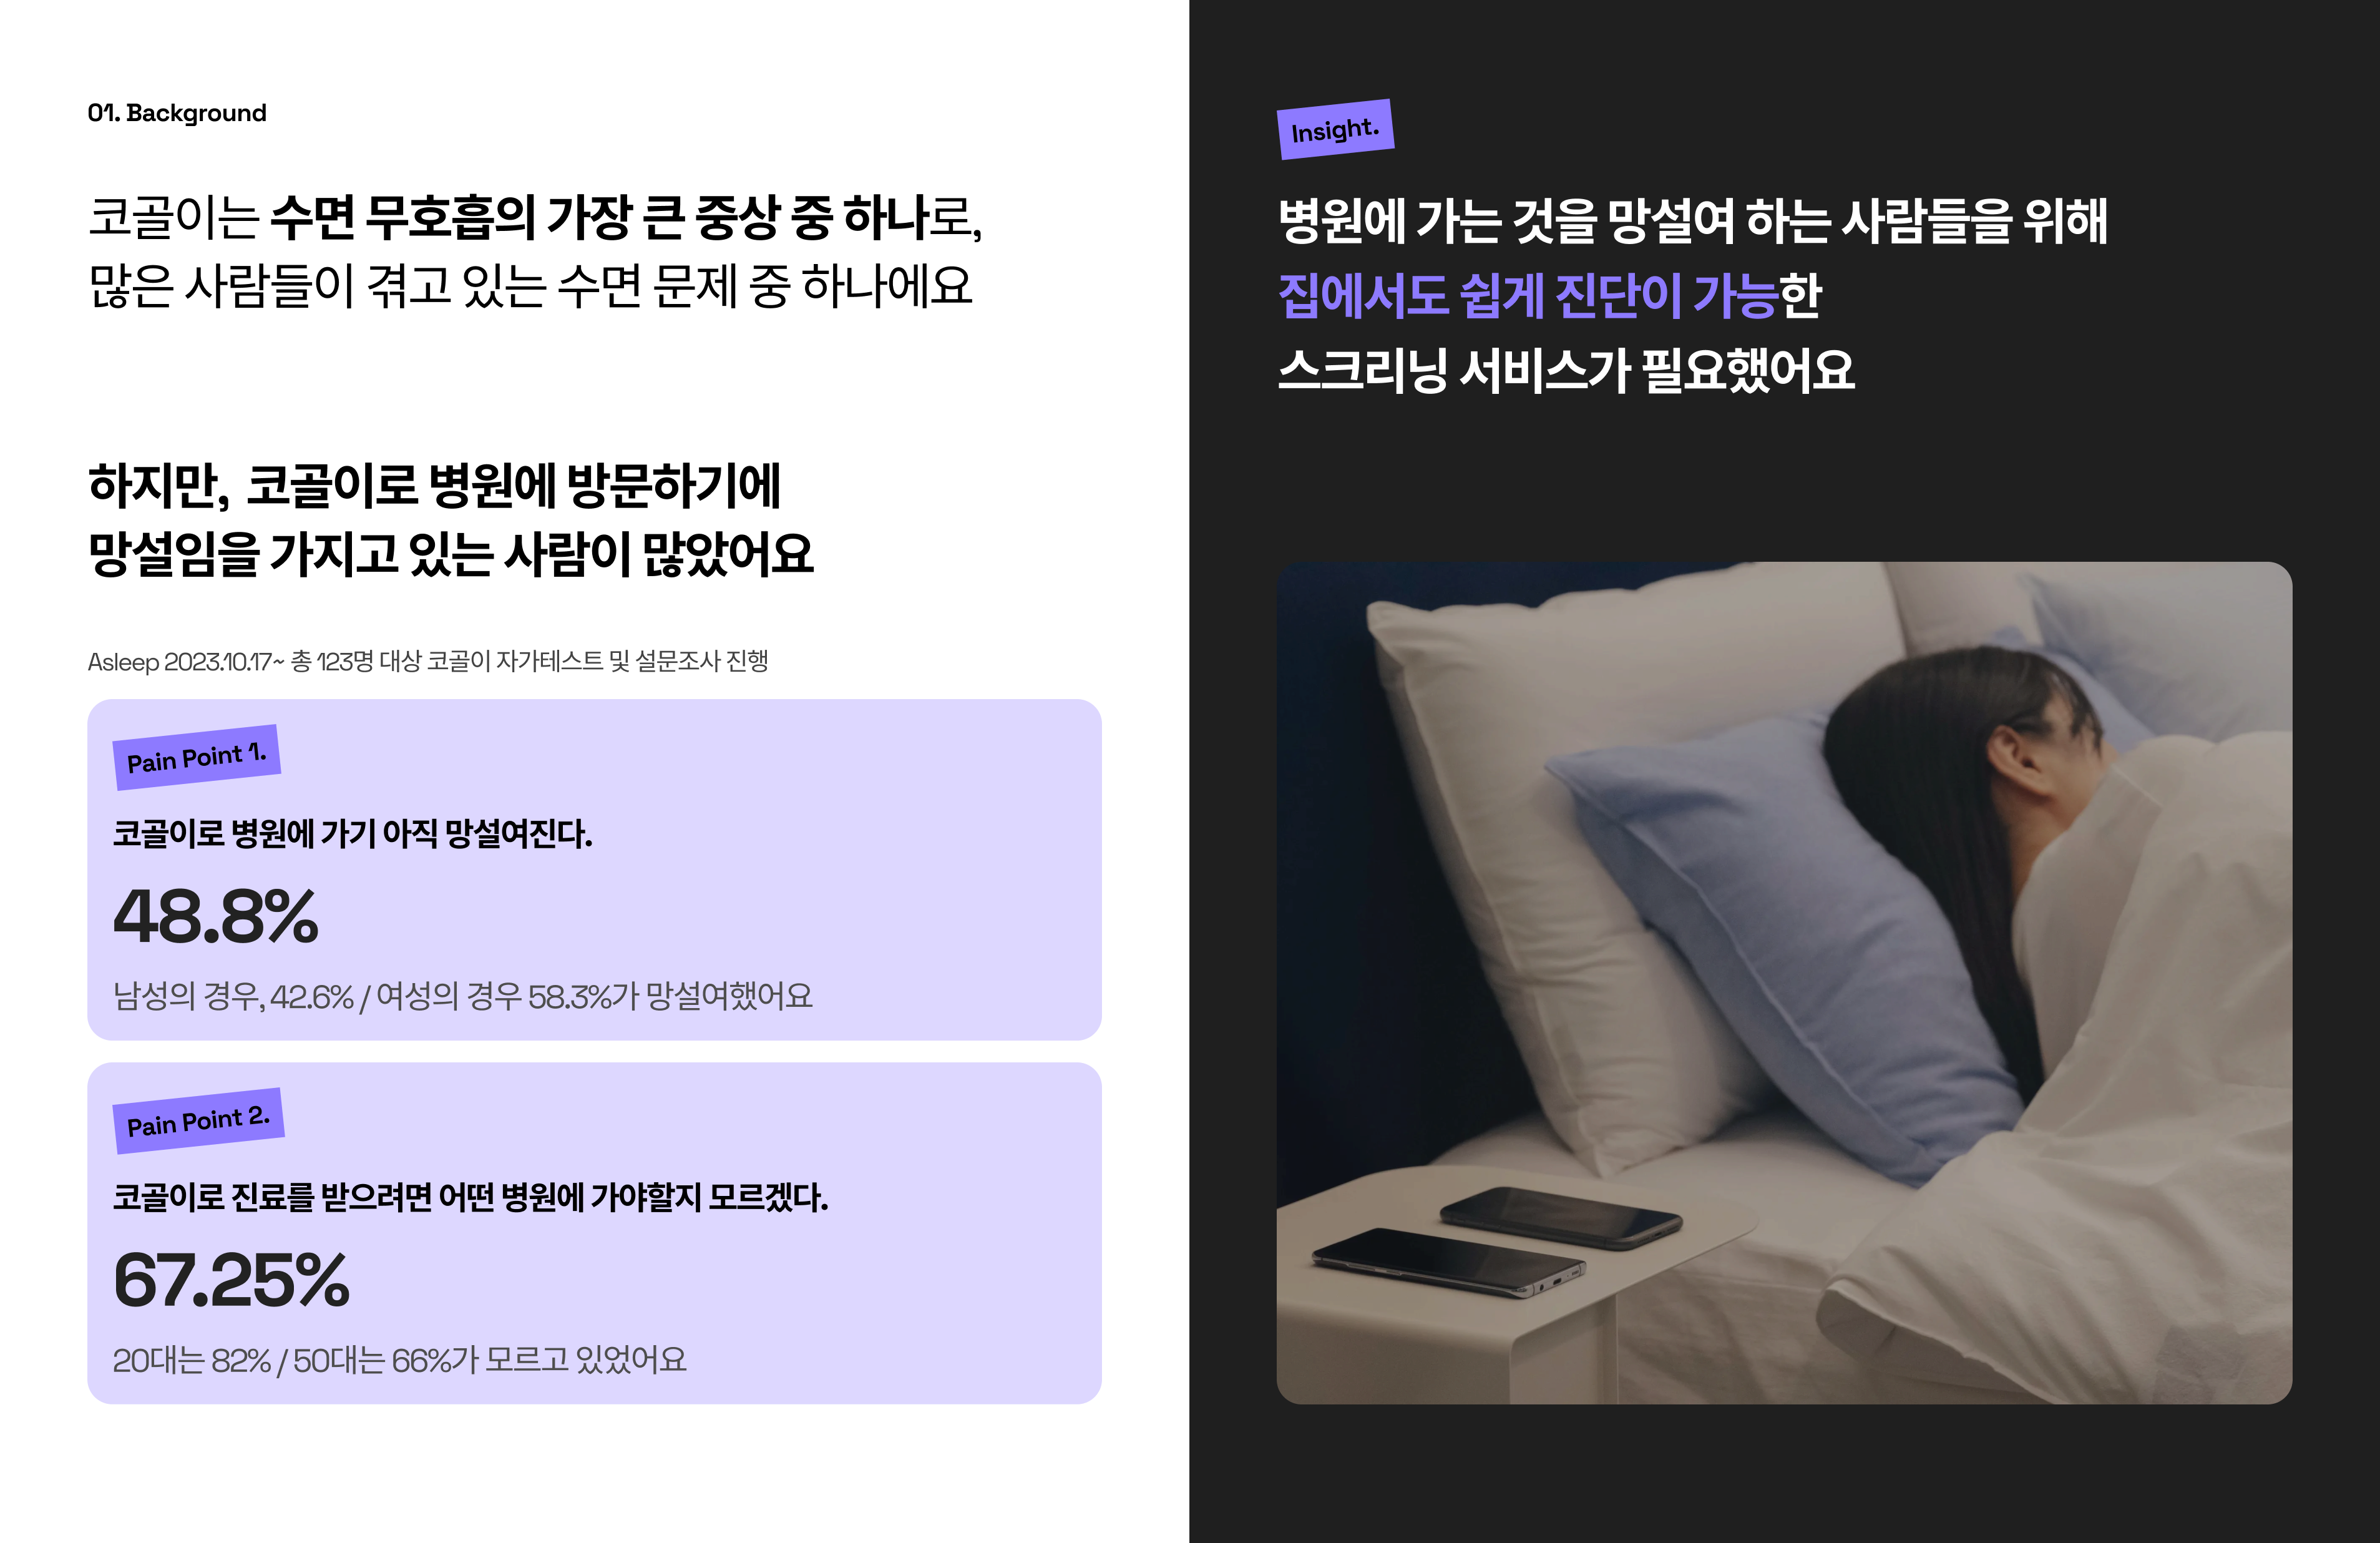 01. Background
코골이는 수면 무호흡의 가장 큰 증상 중 하나로,
많은 사람들이 겪고 있는 수면 문제 중 하나에요
하지만, 코골이로 병원에 방문하기에
망설임을 가지고 있는 사람이 많았어요
Asleep 2023.10.17~ 총 123명 대상 코골이 자가테스트 및 설문조사 진행
Pain Point 1.
코골이로 병원에 가기 아직 망설여진다.
48.8%
남성의 경우, 42.6% / 여성의 경우 58.3%가 망설여했어요
Pain Point 2.
코골이로 진료를 받으려면 어떤 병원에 가야할지 모르겠다.
67.25%
20대는 82% / 50대는 66%가 모르고 있었어요
Insight.
병원에 가는 것을 망설여 하는 사람들을 위해
집에서도 쉽게 진단이 가능한
스크리닝 서비스가 필요했어요